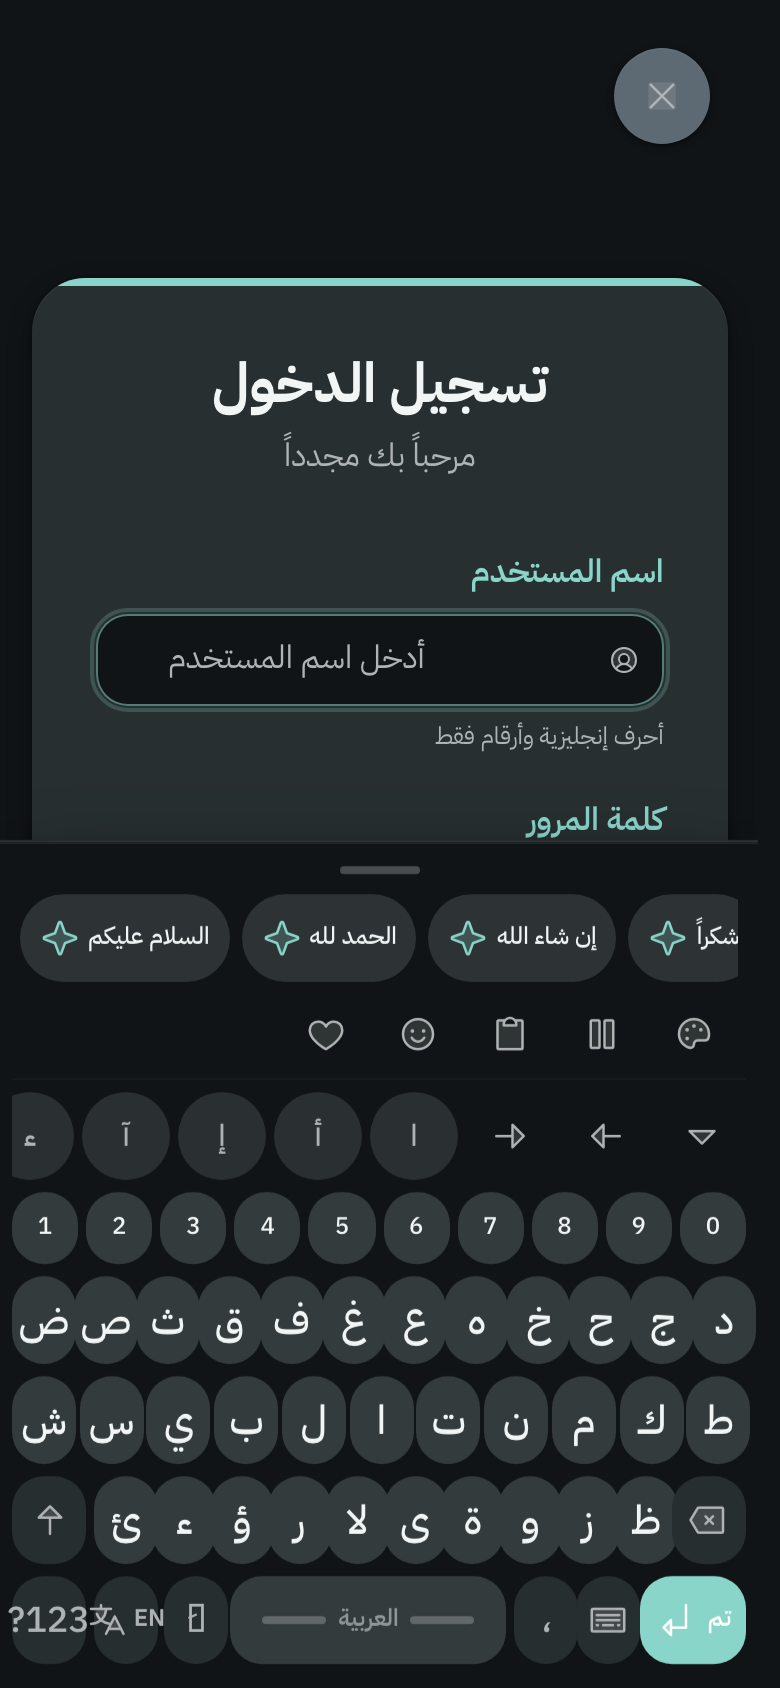 تسجيل الدخول
مرحباً بك مجدداً
اسم المستخدم
أدخل اسم المستخدم
أحرف إنجليزية وأرقام فقط
كلمة المرور
السلام عليكم الحمد لله إن شاء الله شكراً
ء آ إ أ ا
1 2 3 4 5 6 7 8 9 0
ض ص ث ق ف غ ع ه خ ح ج د
ش س ي ب ل ا ت ن م ك ط
ئ ء ؤ ر لا ى ة و ز ظ
?123 文A EN العربية ، تم